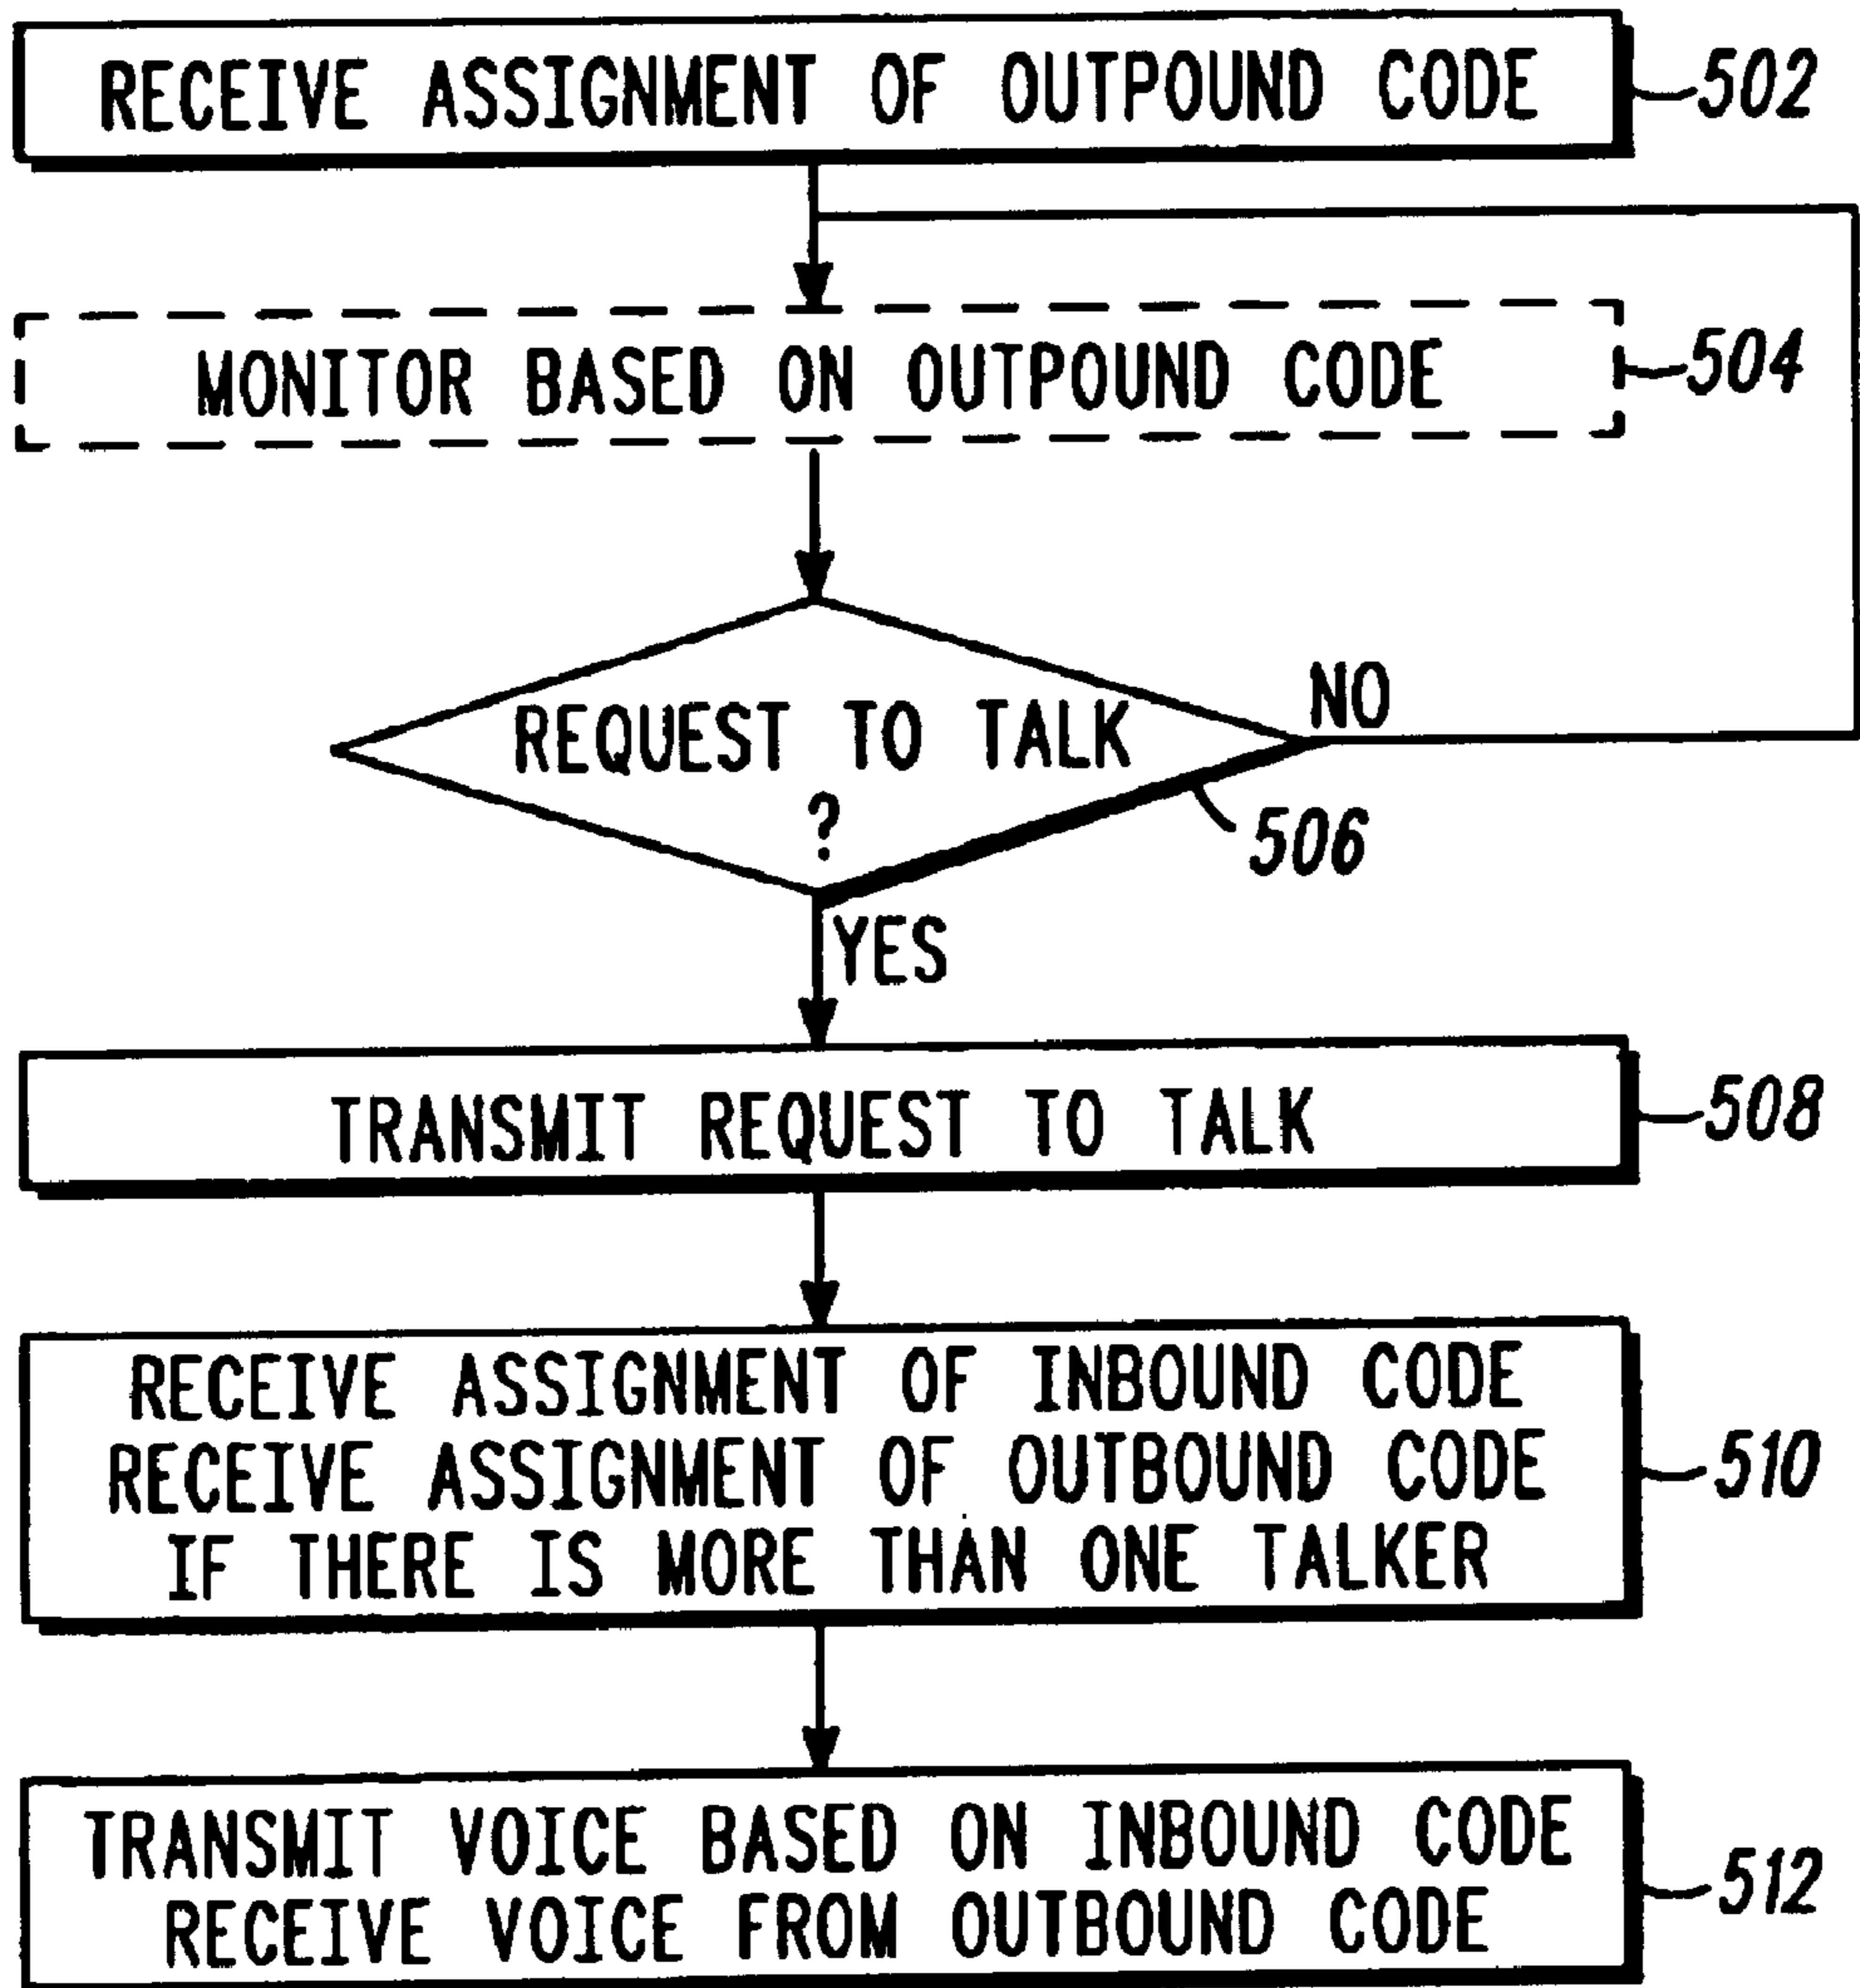 RECEIVE ASSIGNMENT OF OUTPOUND CODE
502
MONITOR BASED ON OUTPOUND CODE
504
REQUEST TO TALK
?
NO
506
YES
TRANSMIT REQUEST TO TALK
508
RECEIVE ASSIGNMENT OF INBOUND CODE
RECEIVE ASSIGNMENT OF OUTBOUND CODE
IF THERE IS MORE THAN ONE TALKER
510
TRANSMIT VOICE BASED ON INBOUND CODE
RECEIVE VOICE FROM OUTBOUND CODE
512